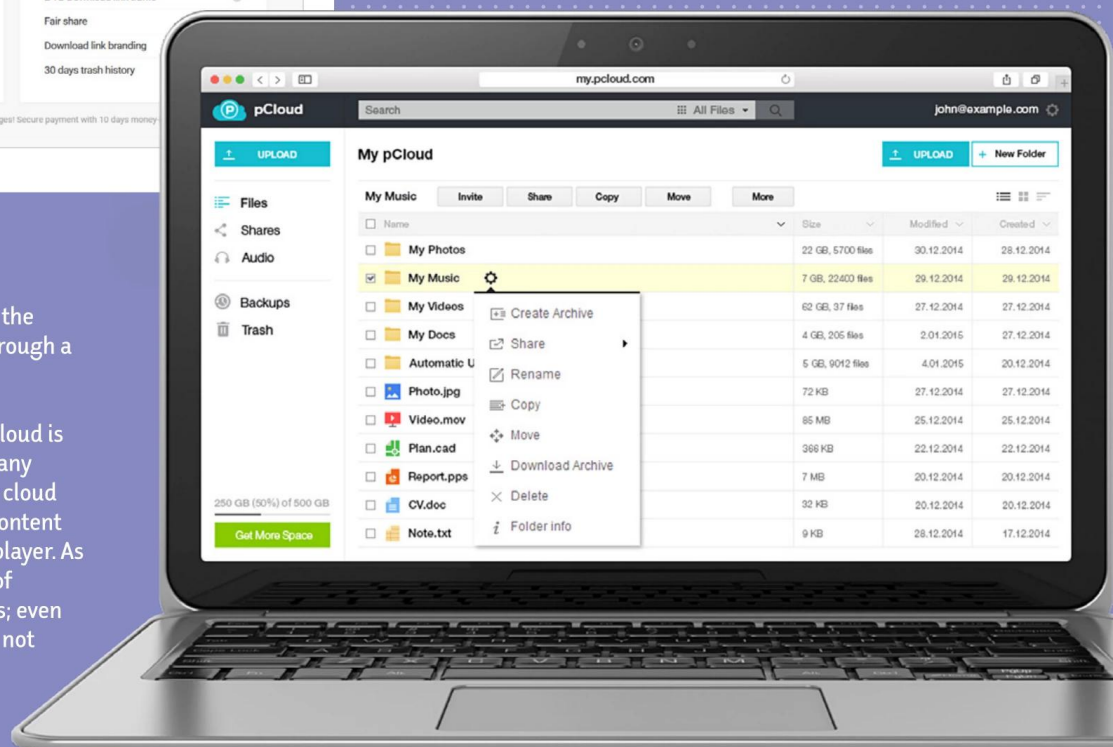 Fair share
Download link branding
30 days trash history
Secure payment with 10 days money-
the
rough a
loud is
any
cloud
ontent
player. As
of
s; even
not
my.pcloud.com
P pCloud
Search
All Files
john@example.com
UPLOAD
My pCloud
UPLOAD
+ New Folder
Files
Shares
Audio
Backups
Trash
250 GB (50%) of 500 GB
Get More Space
My Music Invite Share Copy Move More
Name Size Modified Created
My Photos 22 GB, 5700 files 30.12.2014 28.12.2014
My Music 7 GB, 22400 files 29.12.2014 29.12.2014
My Videos 62 GB, 37 files 27.12.2014 27.12.2014
My Docs 4 GB, 205 files 2.01.2015 27.12.2014
Automatic U 5 GB, 9012 files 4.01.2015 20.12.2014
Photo.jpg 72 KB 27.12.2014 27.12.2014
Video.mov 85 MB 25.12.2014 25.12.2014
Plan.cad 366 KB 22.12.2014 22.12.2014
Report.pps 7 MB 20.12.2014 20.12.2014
CV.doc 32 KB 20.12.2014 20.12.2014
Note.txt 9 KB 28.12.2014 17.12.2014
Create Archive
Share
Rename
Copy
Move
Download Archive
Delete
Folder info